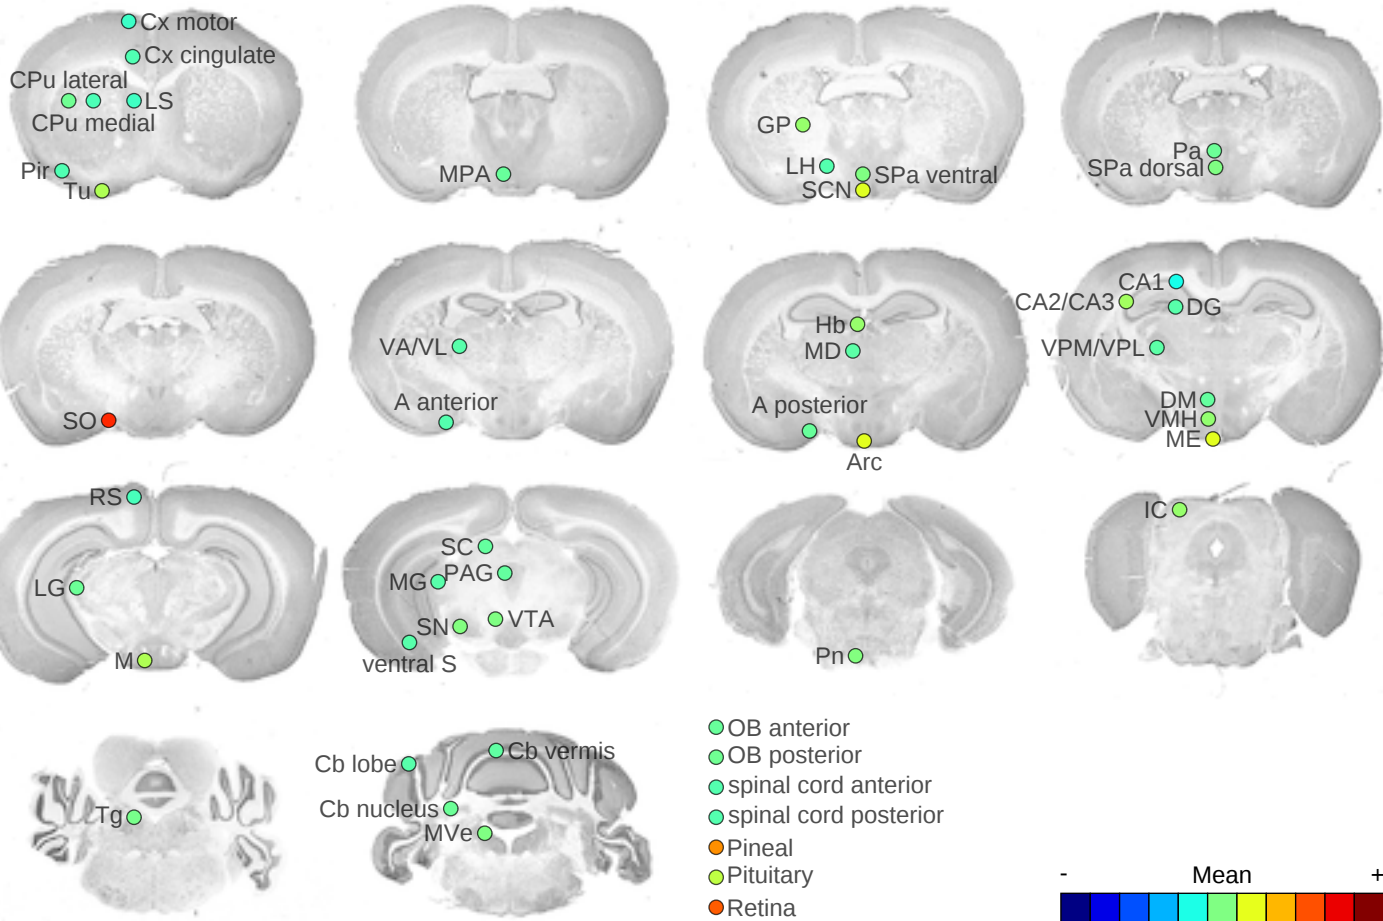 Cx motor
Cx cingulate
CPu lateral
LS
CPu medial
Pir
Tu
MPA
GP
LH
SPa ventral
SCN
Pa
SPa dorsal
SO
VA/VL
A anterior
Hb
MD
A posterior
Arc
CA1
CA2/CA3
DG
VPM/VPL
DM
VMH
ME
RS
LG
M
SC
PAG
MG
VTA
SN
ventral S
Pn
IC
Tg
Cb vermis
Cb lobe
Cb nucleus
MVe
OB anterior
OB posterior
spinal cord anterior
spinal cord posterior
Pineal
Pituitary
Retina
- Mean +